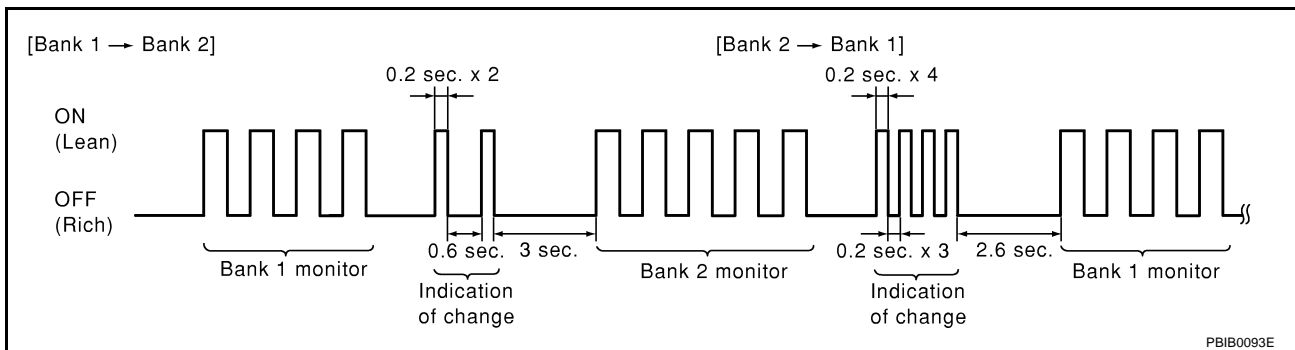 [Bank 1 → Bank 2]
[Bank 2 → Bank 1]
0.2 sec. x 2
0.2 sec. x 4
ON
(Lean)
OFF
(Rich)
0.6 sec.
3 sec.
0.2 sec. x 3
2.6 sec.
Bank 1 monitor
Bank 2 monitor
Bank 1 monitor
Indication
of change
Indication
of change
PBIB0093E